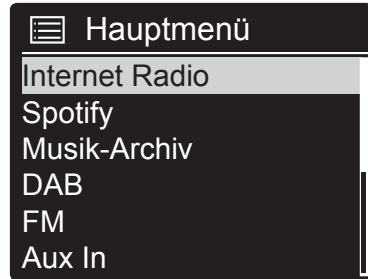 Hauptmenü
Internet Radio
Spotify
Musik-Archiv
DAB
FM
Aux In